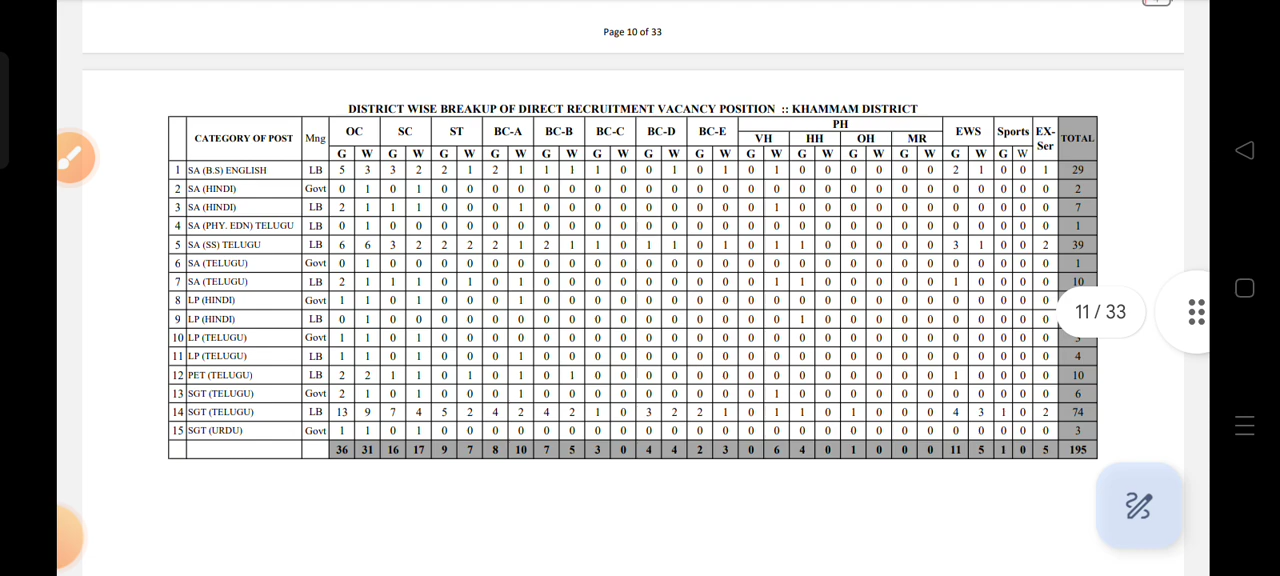 Page 10 of 33
DISTRICT WISE BREAKUP OF DIRECT RECRUITMENT VACANCY POSITION :: KHAMMAM DISTRICT
CATEGORY OF POST Mng OC SC ST BC-A BC-B BC-C BC-D BC-E PH EWS Sports EX-Ser TOTAL
VH HH OH MR
G W G W G W G W G W G W G W G W G W G W G W G W G W G W
1 SA (B.S) ENGLISH LB 5 3 3 2 2 1 2 1 1 1 1 0 0 1 0 1 0 1 0 0 0 0 0 0 2 1 0 0 1 29
2 SA (HINDI) Govt 0 1 0 1 0 0 0 0 0 0 0 0 0 0 0 0 0 0 0 0 0 0 0 0 0 0 0 0 0 2
3 SA (HINDI) LB 2 1 1 1 0 0 0 1 0 0 0 0 0 0 0 0 0 1 0 0 0 0 0 0 0 0 0 0 0 7
4 SA (PHY. EDN) TELUGU LB 0 1 0 0 0 0 0 0 0 0 0 0 0 0 0 0 0 0 0 0 0 0 0 0 0 0 0 0 0 1
5 SA (SS) TELUGU LB 6 6 3 2 2 2 2 1 2 1 1 0 1 1 0 1 0 1 1 0 0 0 0 0 3 1 0 0 2 39
6 SA (TELUGU) Govt 0 1 0 0 0 0 0 0 0 0 0 0 0 0 0 0 0 0 0 0 0 0 0 0 0 0 0 0 0 1
7 SA (TELUGU) LB 2 1 1 1 0 1 0 1 0 0 0 0 0 0 0 0 0 1 1 0 0 0 0 0 1 0 0 0 0 10
8 LP (HINDI) Govt 1 1 0 1 0 0 0 1 0 0 0 0 0 0 0 0 0 0 0 0 0 0 0 0 0 0 0 0 0
9 LP (HINDI) LB 0 1 0 0 0 0 0 0 0 0 0 0 0 0 0 0 0 0 1 0 0 0 0 0 0 0 0 0 0
11 / 33
10 LP (TELUGU) Govt 1 1 0 1 0 0 0 0 0 0 0 0 0 0 0 0 0 0 0 0 0 0 0 0 0 0 0 0 0
11 LP (TELUGU) LB 1 1 0 1 0 0 0 1 0 0 0 0 0 0 0 0 0 0 0 0 0 0 0 0 0 0 0 0 0 4
12 PET (TELUGU) LB 2 2 1 1 0 1 0 1 0 1 0 0 0 0 0 0 0 0 0 0 0 0 0 0 1 0 0 0 0 10
13 SGT (TELUGU) Govt 2 1 0 1 0 0 0 1 0 0 0 0 0 0 0 0 0 1 0 0 0 0 0 0 0 0 0 0 0 6
14 SGT (TELUGU) LB 13 9 7 4 5 2 4 2 4 2 1 0 3 2 2 1 0 1 1 0 1 0 0 0 4 3 1 0 2 74
15 SGT (URDU) Govt 1 1 0 1 0 0 0 0 0 0 0 0 0 0 0 0 0 0 0 0 0 0 0 0 0 0 0 0 0 3
36 31 16 17 9 7 8 10 7 5 3 0 4 4 2 3 0 6 4 0 1 0 0 0 11 5 1 0 5 195